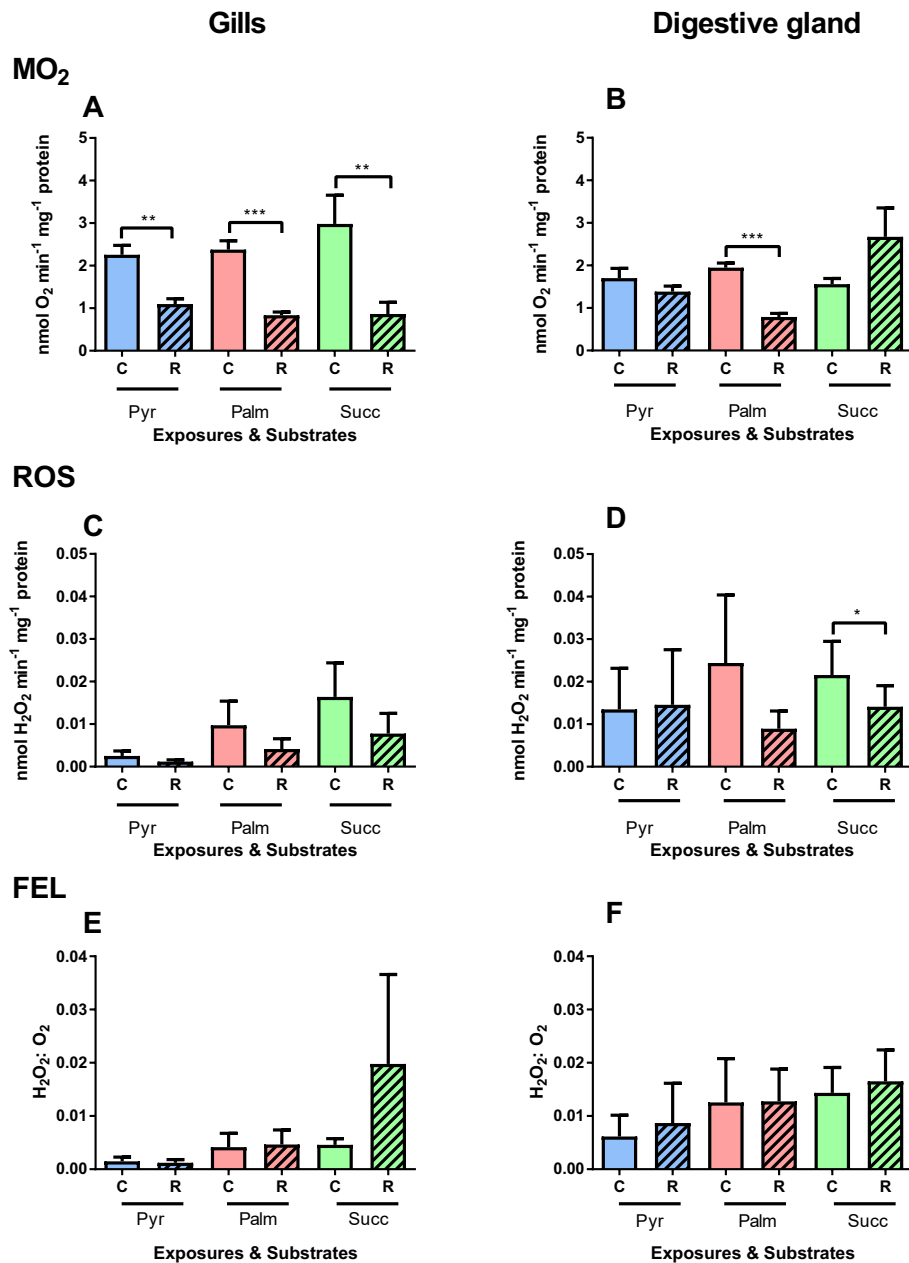 Gills
Digestive gland
MO2
A
nmol O2 min-1 mg-1 protein
5
4
3
2
1
0
**
***
**
C R C R C R
Pyr Palm Succ
Exposures & Substrates
B
nmol O2 min-1 mg-1 protein
5
4
3
2
1
0
***
C R C R C R
Pyr Palm Succ
Exposures & Substrates
ROS
C
nmol H2O2 min-1 mg-1 protein
0.05
0.04
0.03
0.02
0.01
0.00
C R C R C R
Pyr Palm Succ
Exposures & Substrates
D
nmol H2O2 min-1 mg-1 protein
0.05
0.04
0.03
0.02
0.01
0.00
*
C R C R C R
Pyr Palm Succ
Exposures & Substrates
FEL
E
H2O2: O2
0.04
0.03
0.02
0.01
0.00
C R C R C R
Pyr Palm Succ
Exposures & Substrates
F
H2O2: O2
0.04
0.03
0.02
0.01
0.00
C R C R C R
Pyr Palm Succ
Exposures & Substrates